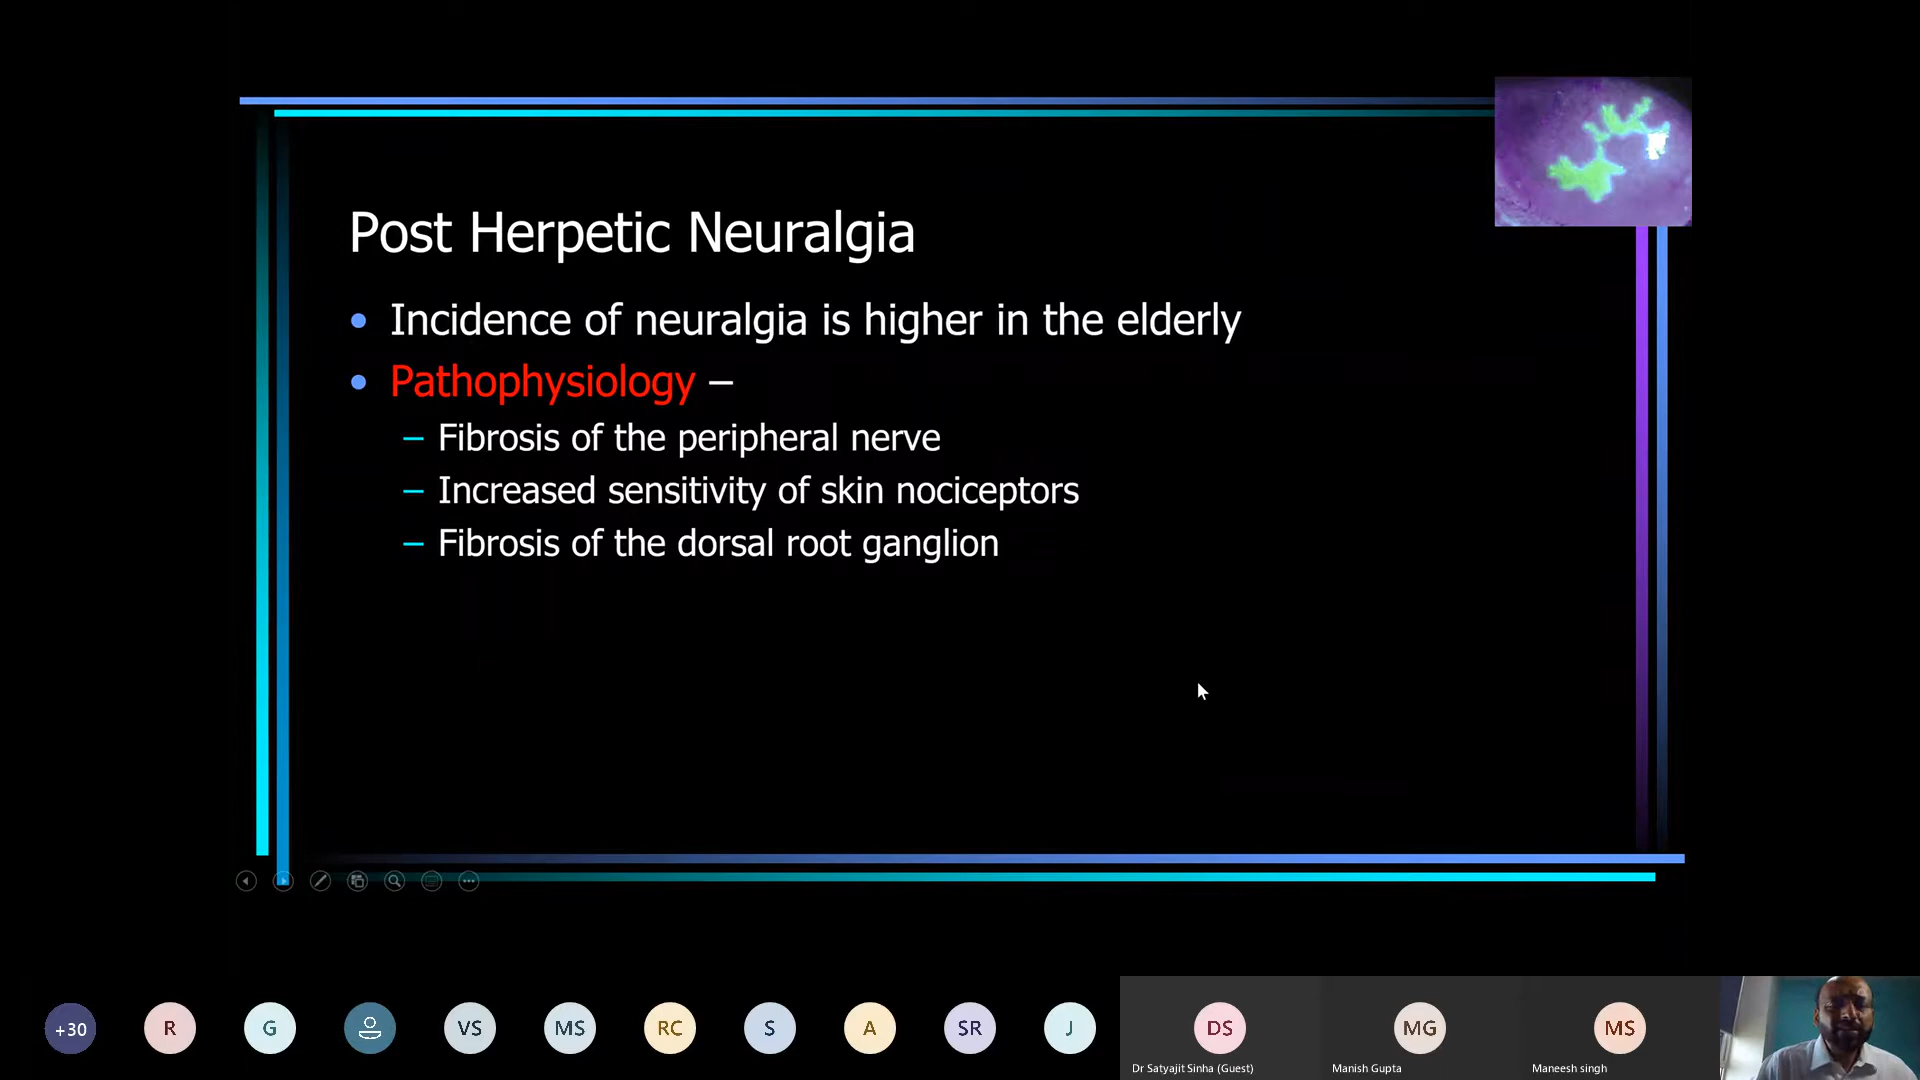 Post Herpetic Neuralgia
• Incidence of neuralgia is higher in the elderly
• Pathophysiology –
– Fibrosis of the peripheral nerve
– Increased sensitivity of skin nociceptors
– Fibrosis of the dorsal root ganglion
+30 R G VS MS RC S A SR J DS MG MS
Dr Satyajit Sinha (Guest) Manish Gupta Maneesh singh